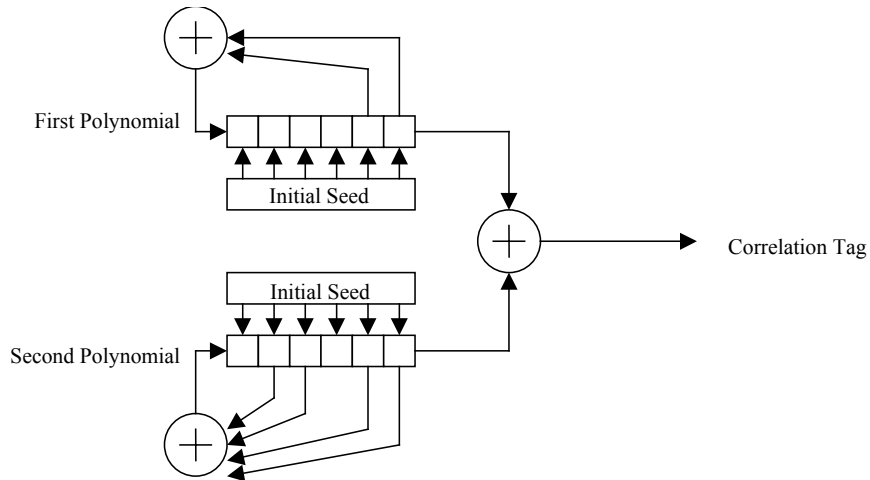 First Polynomial
Initial Seed
Correlation Tag
Initial Seed
Second Polynomial